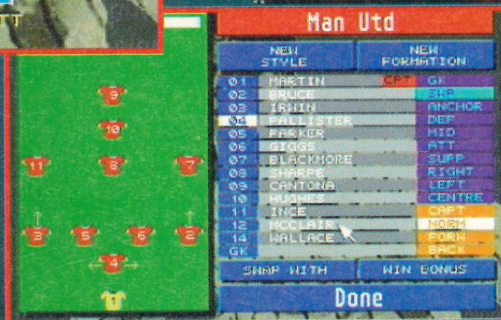 TT
Man Utd
NEW STYLE
NEW FORMATION
01 MARTIN CPT GK
02 BRUCE SWP
03 IRWIN ANCHOR
04 PALLISTER DEF
05 PARKER MID
06 GIGGS ATT
07 BLACKMORE SUPP
08 SHARPE RIGHT
09 CANTONA LEFT
10 HUGHES CENTRE
11 INCE CAPT
12 MCCLAIR NORM
14 WALLACE FORW
GK BACK
SWAP WITH
WIN BONUS
Done
9
10
11 8 7
3 5 6 2
4
1